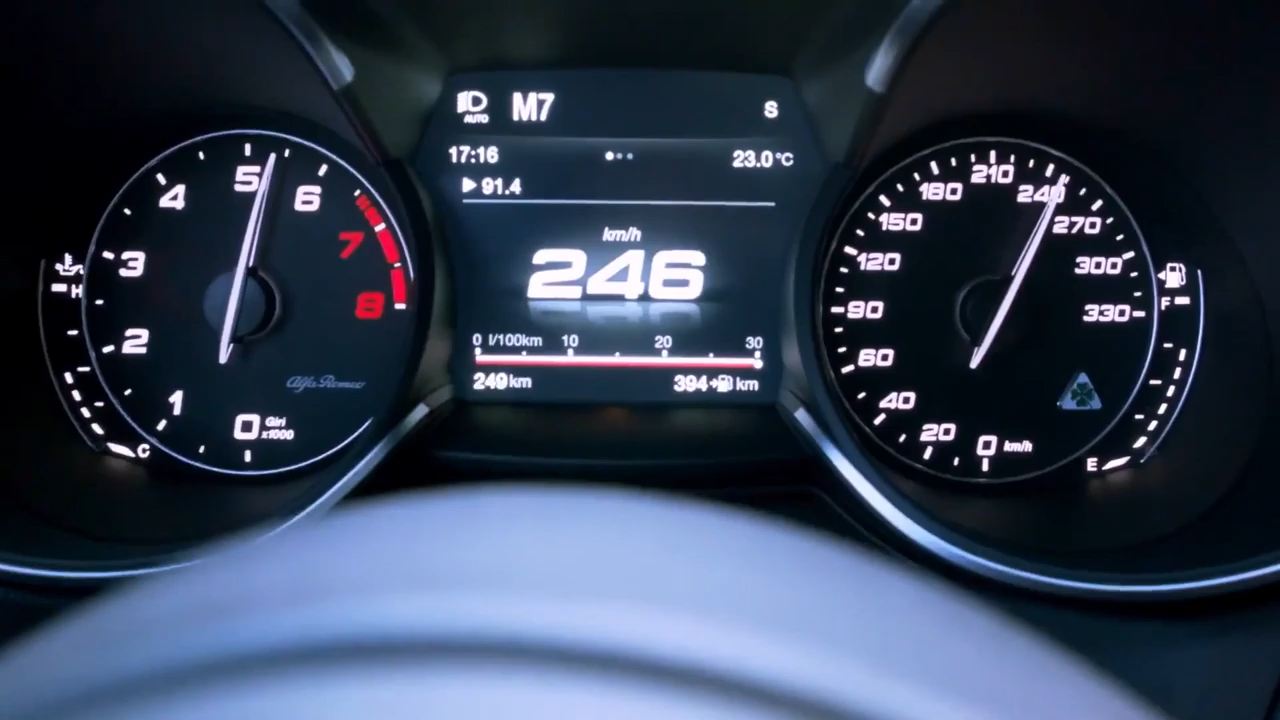 AUTO M7 S
17:16 23.0°C
91.4
km/h
246
0 l/100km 10 20 30
249km 394 km
0 1 2 3 4 5 6 7 8
Giri
x1000
Alfa Romeo
H
C
0 20 40 60 90 120 150 180 210 240 270 300 330
km/h
F
E